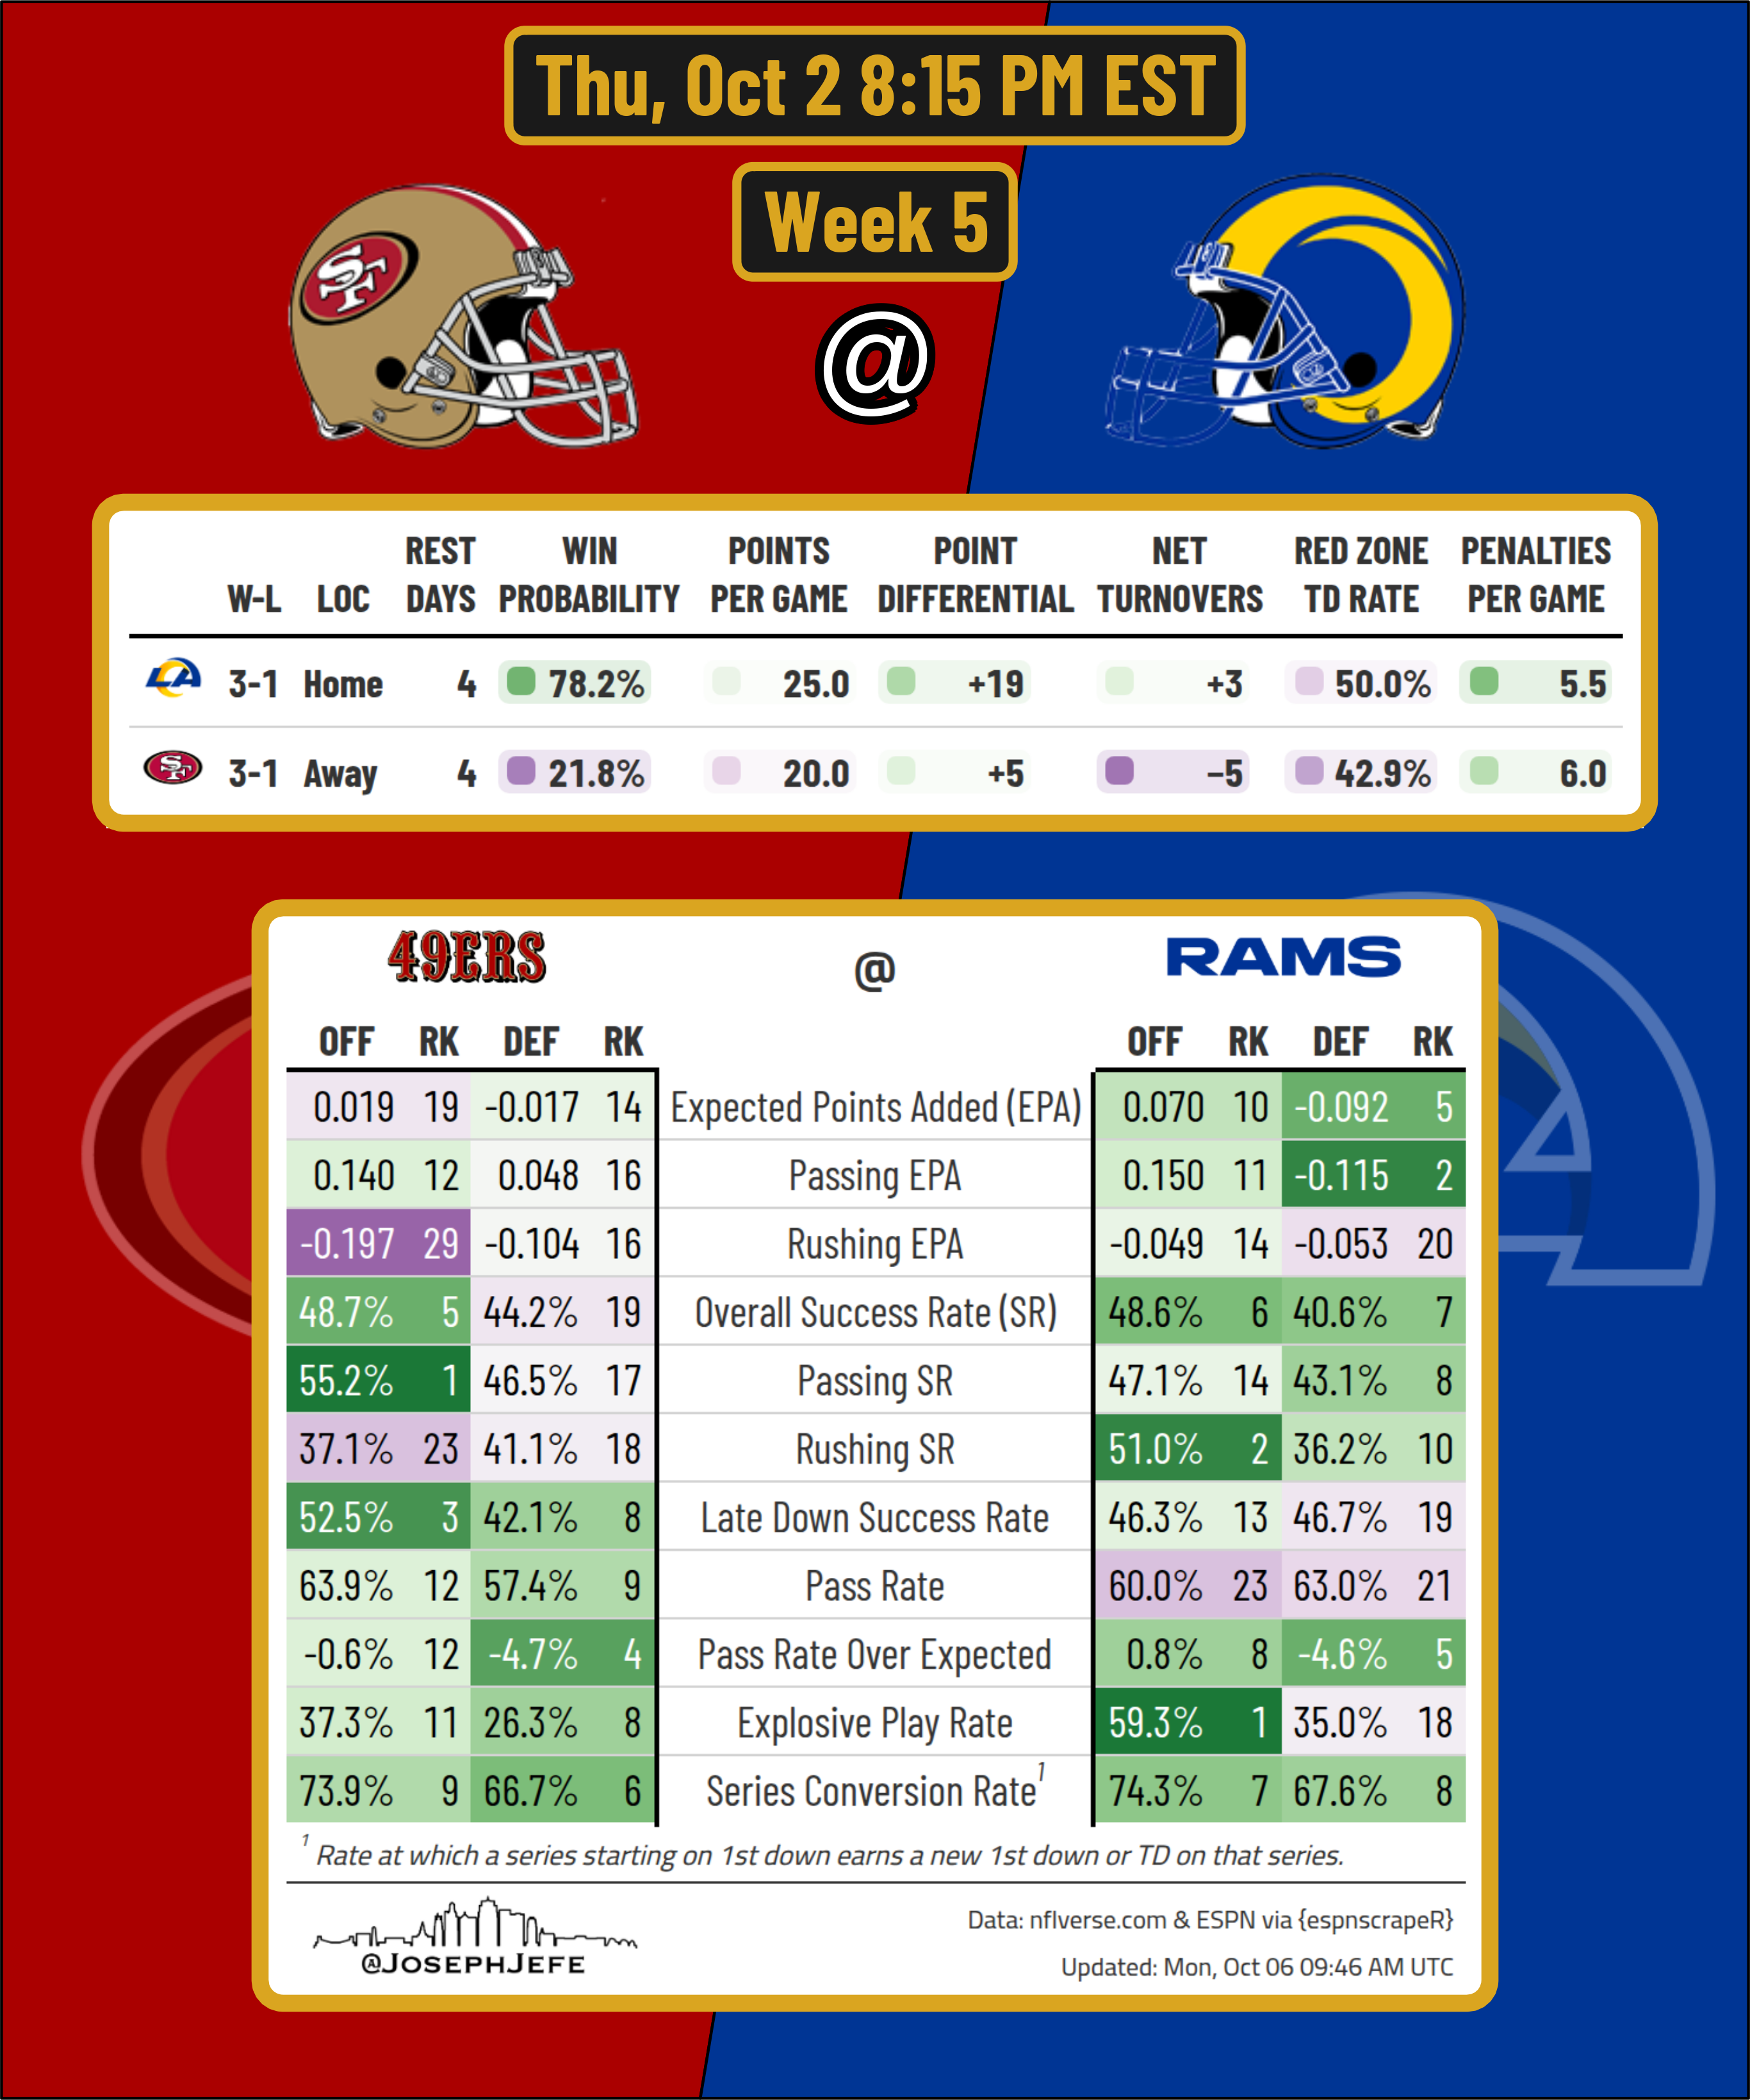 Thu, Oct 2 8:15 PM EST
Week 5
SF
@
REST WIN POINTS POINT NET RED ZONE PENALTIES
W-L LOC DAYS PROBABILITY PER GAME DIFFERENTIAL TURNOVERS TD RATE PER GAME
LA 3-1 Home 4 78.2% 25.0 +19 +3 50.0% 5.5
SF 3-1 Away 4 21.8% 20.0 +5 −5 42.9% 6.0
49ERS @ RAMS
OFF RK DEF RK OFF RK DEF RK
0.019 19 -0.017 14 Expected Points Added (EPA) 0.070 10 -0.092 5
0.140 12 0.048 16 Passing EPA 0.150 11 -0.115 2
-0.197 29 -0.104 16 Rushing EPA -0.049 14 -0.053 20
48.7% 5 44.2% 19 Overall Success Rate (SR) 48.6% 6 40.6% 7
55.2% 1 46.5% 17 Passing SR 47.1% 14 43.1% 8
37.1% 23 41.1% 18 Rushing SR 51.0% 2 36.2% 10
52.5% 3 42.1% 8 Late Down Success Rate 46.3% 13 46.7% 19
63.9% 12 57.4% 9 Pass Rate 60.0% 23 63.0% 21
-0.6% 12 -4.7% 4 Pass Rate Over Expected 0.8% 8 -4.6% 5
37.3% 11 26.3% 8 Explosive Play Rate 59.3% 1 35.0% 18
73.9% 9 66.7% 6 Series Conversion Rate1 74.3% 7 67.6% 8
1 Rate at which a series starting on 1st down earns a new 1st down or TD on that series.
@JOSEPHJEFE
Data: nflverse.com & ESPN via {espnscrapeR}
Updated: Mon, Oct 06 09:46 AM UTC